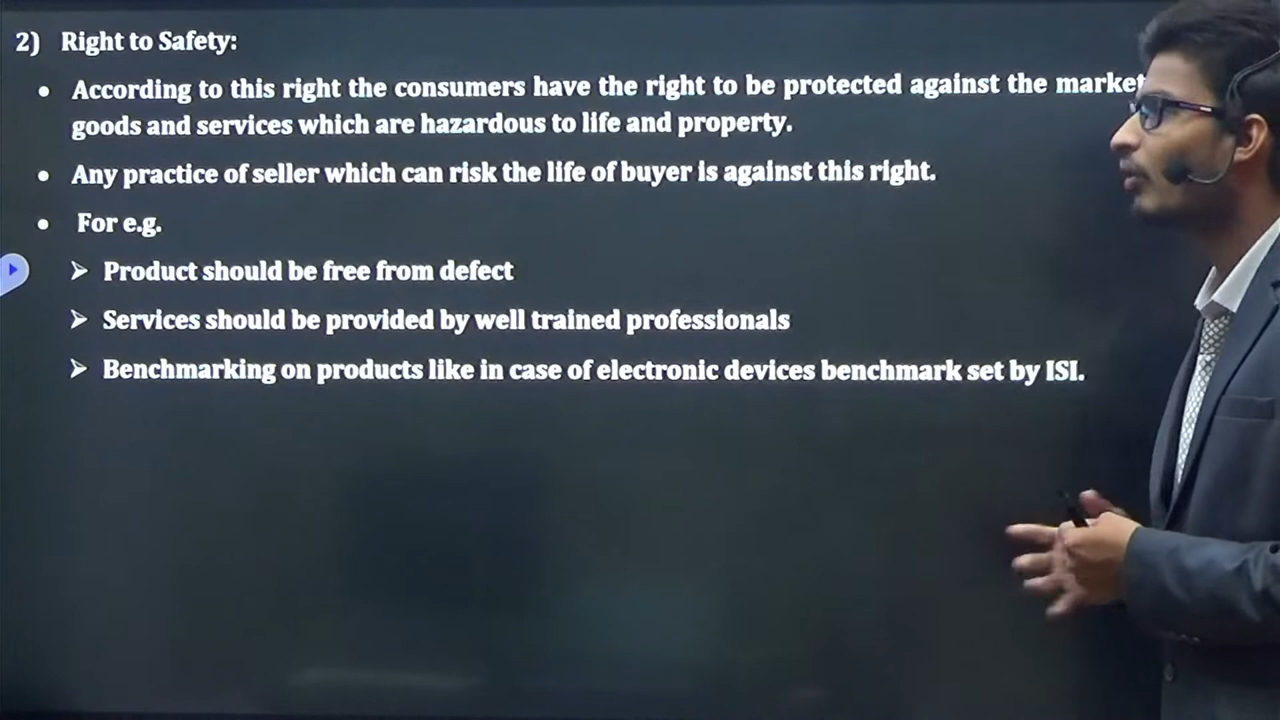 2) Right to Safety:
• According to this right the consumers have the right to be protected against the market
goods and services which are hazardous to life and property.
• Any practice of seller which can risk the life of buyer is against this right.
• For e.g.
➢ Product should be free from defect
➢ Services should be provided by well trained professionals
➢ Benchmarking on products like in case of electronic devices benchmark set by ISI.